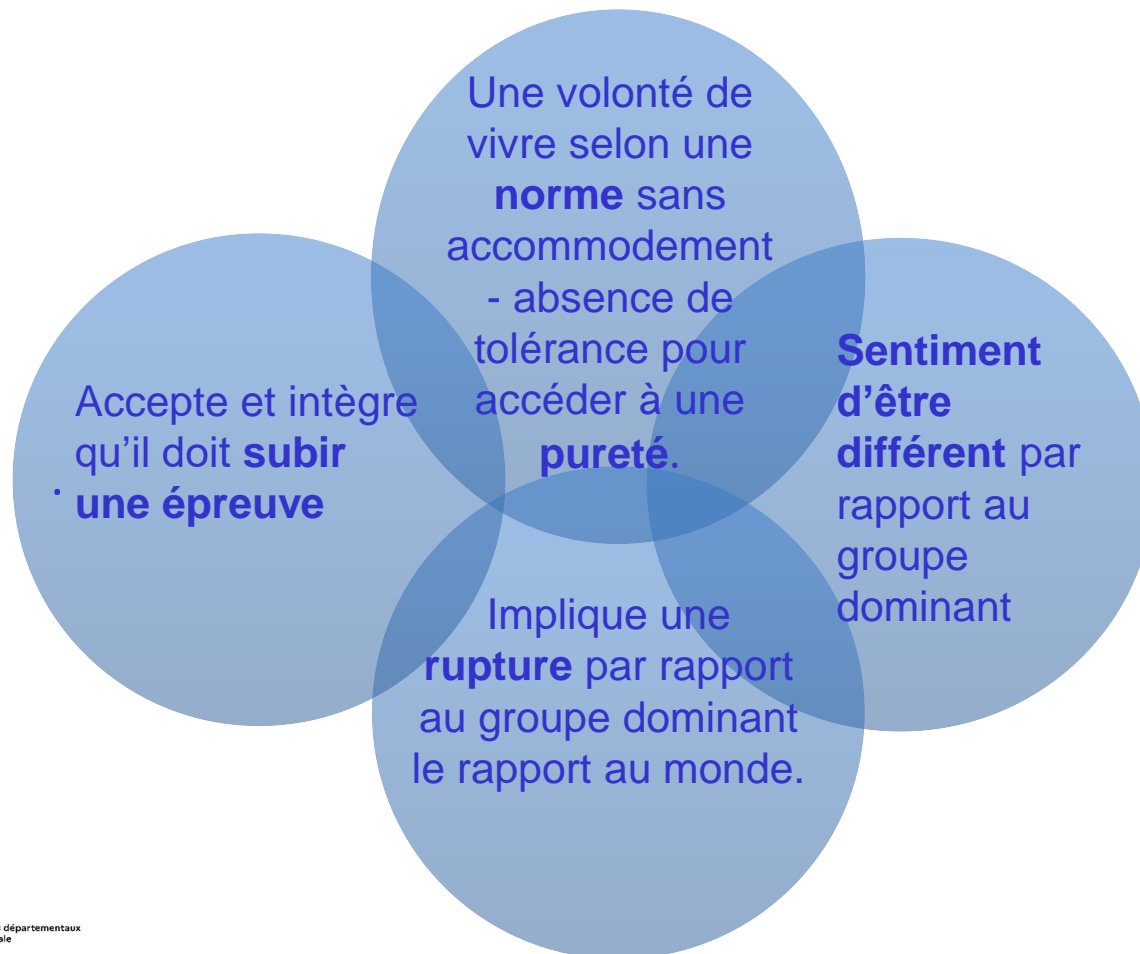 Une volonté de
vivre selon une
norme sans
accommodement
- absence de
tolérance pour
accéder à une
pureté.
Accepte et intègre
qu'il doit subir
. une épreuve
Sentiment
d'être
différent par
rapport au
groupe
dominant
Implique une
rupture par rapport
au groupe dominant
le rapport au monde.
départementaux
ale